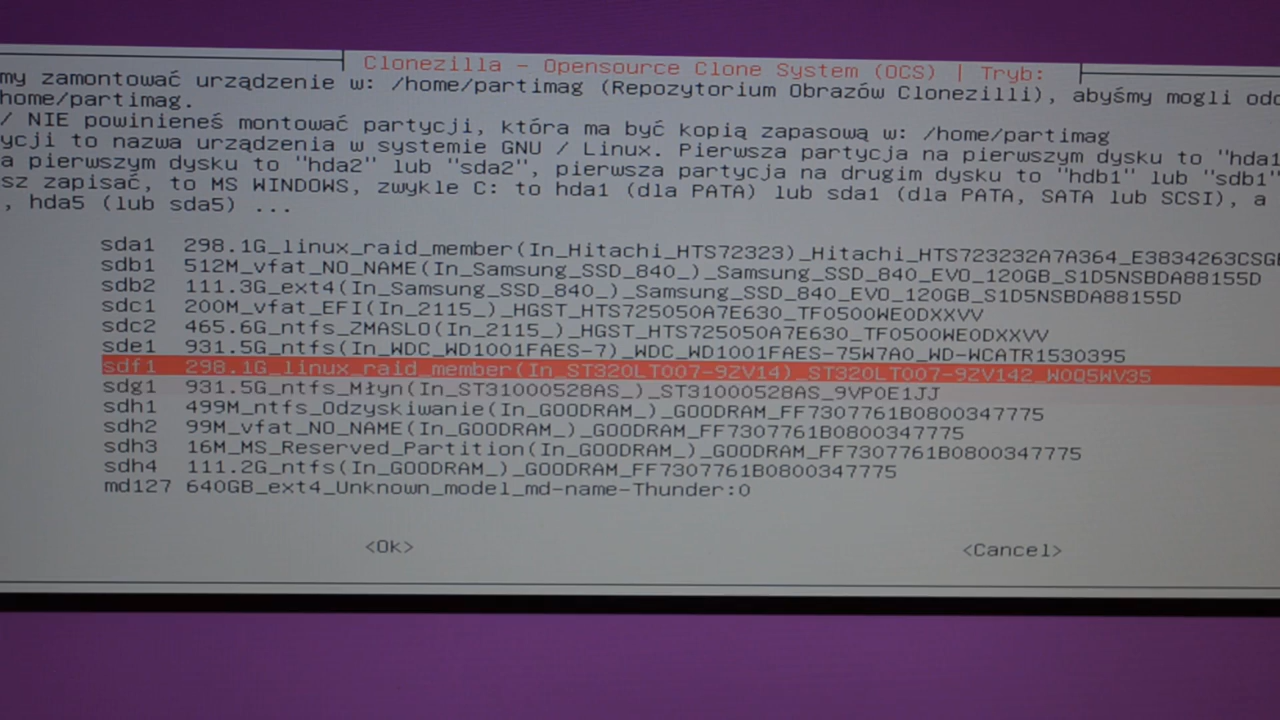 Clonezilla - Opensource Clone System (OCS) | Tryb:
my zamontować urządzenie w: /home/partimag (Repozytorium Obrazów Clonezilli), abyśmy mogli odc
home/partimag.
/ NIE powinieneś montować partycji, która ma być kopią zapasową w: /home/partimag
ycji to nazwa urządzenia w systemie GNU / Linux. Pierwsza partycja na pierwszym dysku to "hda1
a pierwszym dysku to "hda2" lub "sda2", pierwsza partycja na drugim dysku to "hdb1" lub "sdb1"
sz zapisać, to MS WINDOWS, zwykle C: to hda1 (dla PATA) lub sda1 (dla PATA, SATA lub SCSI), a
, hda5 (lub sda5) ...
sda1 298.1G_linux_raid_member(In_Hitachi_HTS72323)_Hitachi_HTS723232A7A364_E3834263CSG
sdb1 512M_vfat_NO_NAME(In_Samsung_SSD_840_)_Samsung_SSD_840_EVO_120GB_S1D5NSBDA88155D
sdb2 111.3G_ext4(In_Samsung_SSD_840_)_Samsung_SSD_840_EVO_120GB_S1D5NSBDA88155D
sdc1 200M_vfat_EFI(In_2115_)_HGST_HTS725050A7E630_TF0500WE0DXXVV
sdc2 465.6G_ntfs_ZMASLO(In_2115_)_HGST_HTS725050A7E630_TF0500WE0DXXVV
sde1 931.5G_ntfs(In_WDC_WD1001FAES-7)_WDC_WD1001FAES-75W7A0_WD-WCATR1530395
sdf1 298.1G_linux_raid_member(In_ST320LT007-9ZV14)_ST320LT007-9ZV142_W0Q5WV35
sdg1 931.5G_ntfs_Młyn(In_ST31000528AS_)_ST31000528AS_9VP0E1JJ
sdh1 499M_ntfs_Odzyskiwanie(In_GOODRAM_)_GOODRAM_FF7307761B0800347775
sdh2 99M_vfat_NO_NAME(In_GOODRAM_)_GOODRAM_FF7307761B0800347775
sdh3 16M_MS_Reserved_Partition(In_GOODRAM_)_GOODRAM_FF7307761B0800347775
sdh4 111.2G_ntfs(In_GOODRAM_)_GOODRAM_FF7307761B0800347775
md127 640GB_ext4_Unknown_model_md-name-Thunder:0
<Ok> <Cancel>